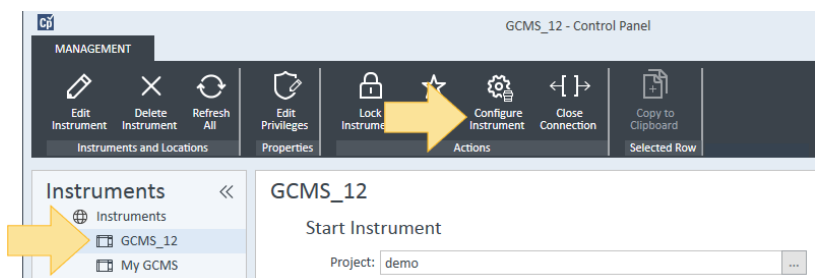 Cp
GCMS_12 - Control Panel
MANAGEMENT
Edit Instrument
Delete Instrument
Refresh All
Edit Privileges
Lock
Configure Instrument
Close Connection
Copy to Clipboard
Instruments and Locations
Properties
Actions
Selected Row
Instruments
Instruments
GCMS_12
My GCMS
GCMS_12
Start Instrument
Project: demo
...